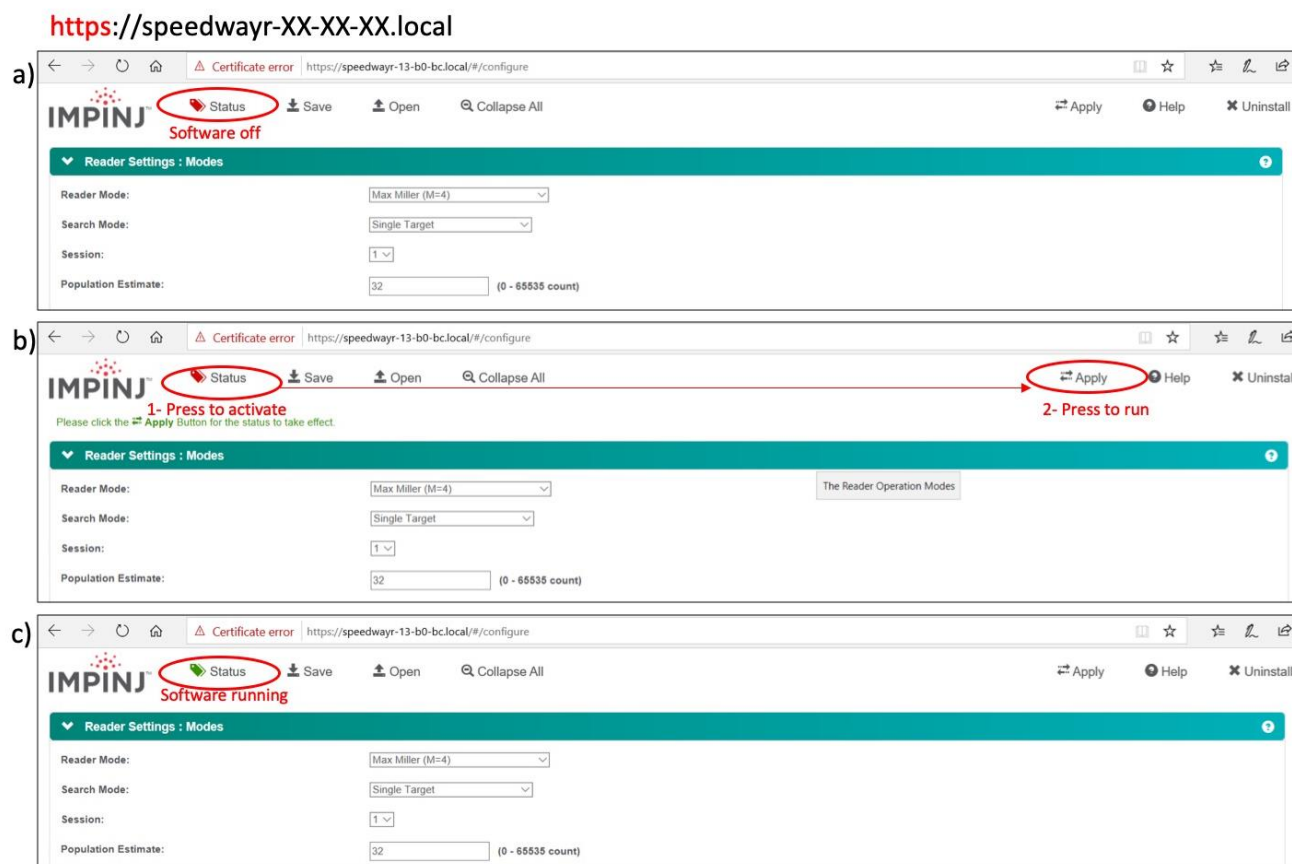 https://speedwayr-XX-XX-XX.local
a)
Certificate error https://speedwayr-13-b0-bc.local/#/configure
IMPINJ Status Save Open Collapse All Apply Help Uninstall
Software off
Reader Settings : Modes
Reader Mode: Max Miller (M=4)
Search Mode: Single Target
Session: 1
Population Estimate: 32 (0 - 65535 count)
b)
Certificate error https://speedwayr-13-b0-bc.local/#/configure
IMPINJ Status Save Open Collapse All Apply Help Uninstal
1- Press to activate 2- Press to run
Please click the Apply Button for the status to take effect.
Reader Settings : Modes
Reader Mode: Max Miller (M=4) The Reader Operation Modes
Search Mode: Single Target
Session: 1
Population Estimate: 32 (0 - 65535 count)
c)
Certificate error https://speedwayr-13-b0-bc.local/#/configure
IMPINJ Status Save Open Collapse All Apply Help Uninstall
Software running
Reader Settings : Modes
Reader Mode: Max Miller (M=4)
Search Mode: Single Target
Session: 1
Population Estimate: 32 (0 - 65535 count)